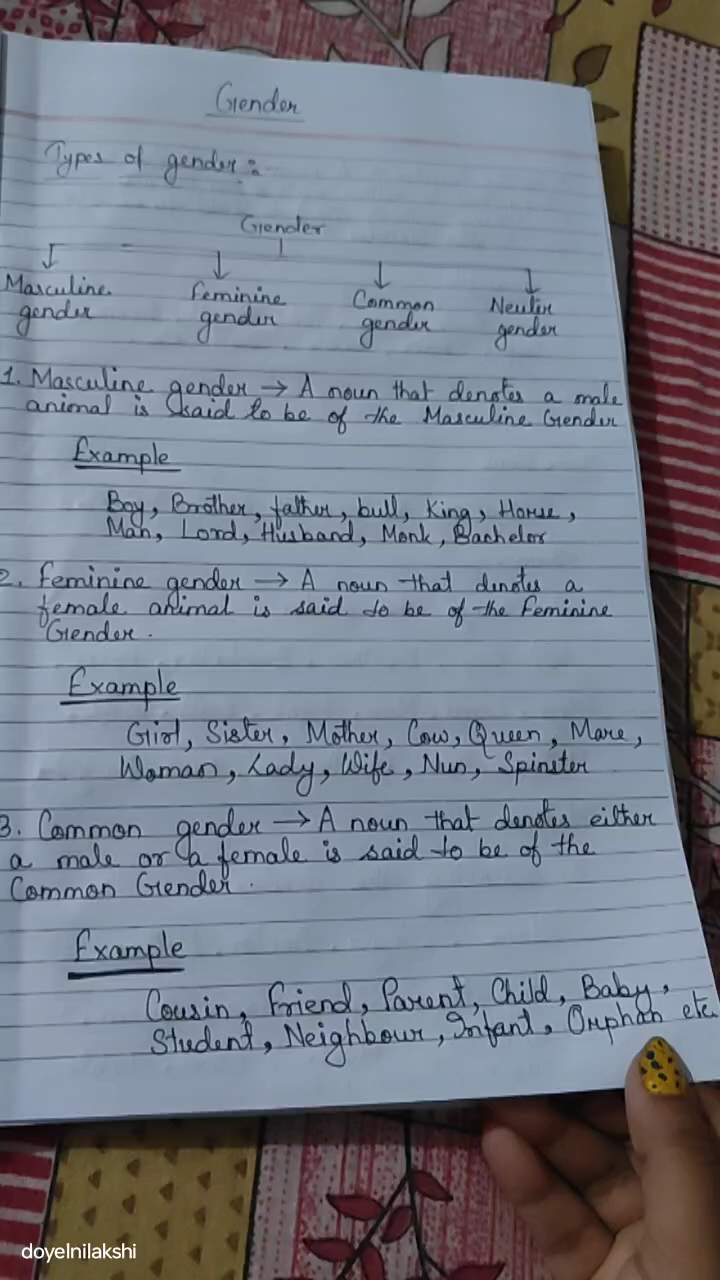 Gender
Types of gender :
Gender
Masculine gender
Feminine gender
Common gender
Neuter gender
1. Masculine gender → A noun that denotes a male
animal is said to be of the Masculine Gender
Example
Boy, Brother, father, bull, King, Horse,
Man, Lord, Husband, Monk, Bachelor
2. Feminine gender → A noun that denotes a
female animal is said to be of the Feminine
Gender.
Example
Girl, Sister, Mother, Cow, Queen, Mare,
Woman, Lady, Wife, Nun, Spinster
3. Common gender → A noun that denotes either
a male or a female is said to be of the
Common Gender.
Example
Cousin, Friend, Parent, Child, Baby,
Student, Neighbour, Infant, Orphan etc.
doyelnilakshi